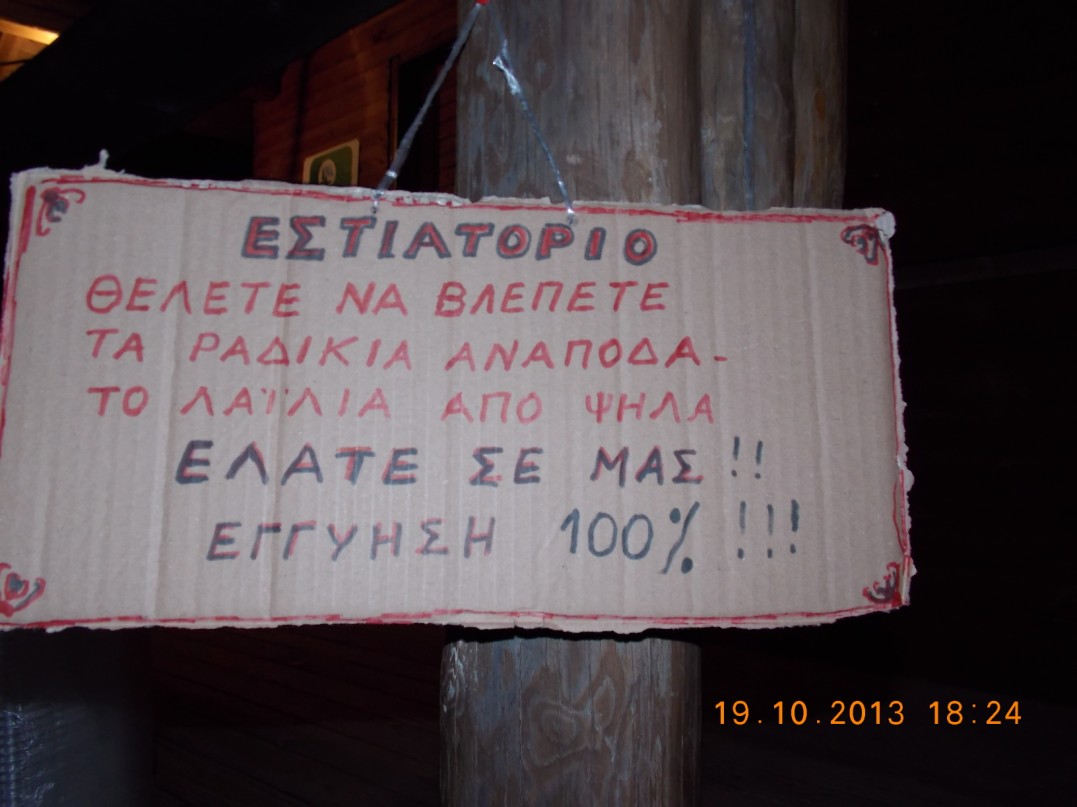 ΕΣΤΙΑΤΟΡΙΟ
ΘΕΛΕΤΕ ΝΑ ΒΛΕΠΕΤΕ
ΤΑ ΡΑΔΙΚΙΑ ΑΝΑΠΟΔΑ -
ΤΟ ΛΑΪΛΙΑ ΑΠΟ ΨΗΛΑ
ΕΛΑΤΕ ΣΕ ΜΑΣ !!
ΕΓΓΥΗΣΗ 100% !!!
19.10.2013 18:24